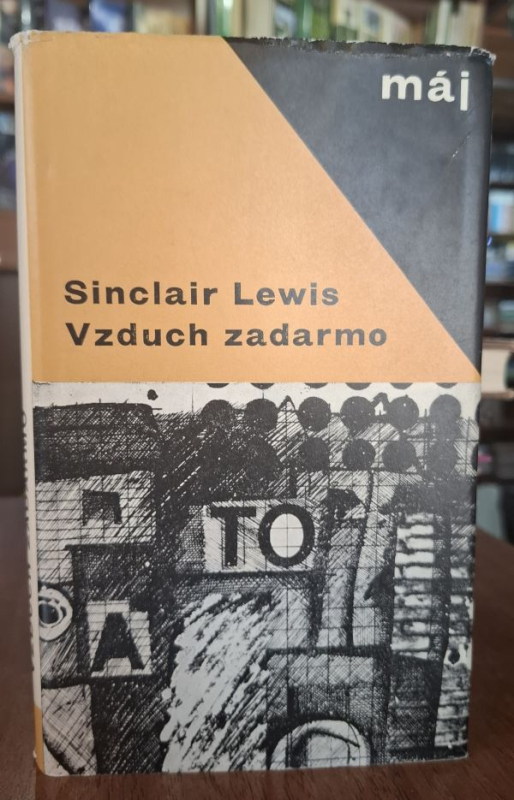 máj
Sinclair Lewis
Vzduch zadarmo
TO
A